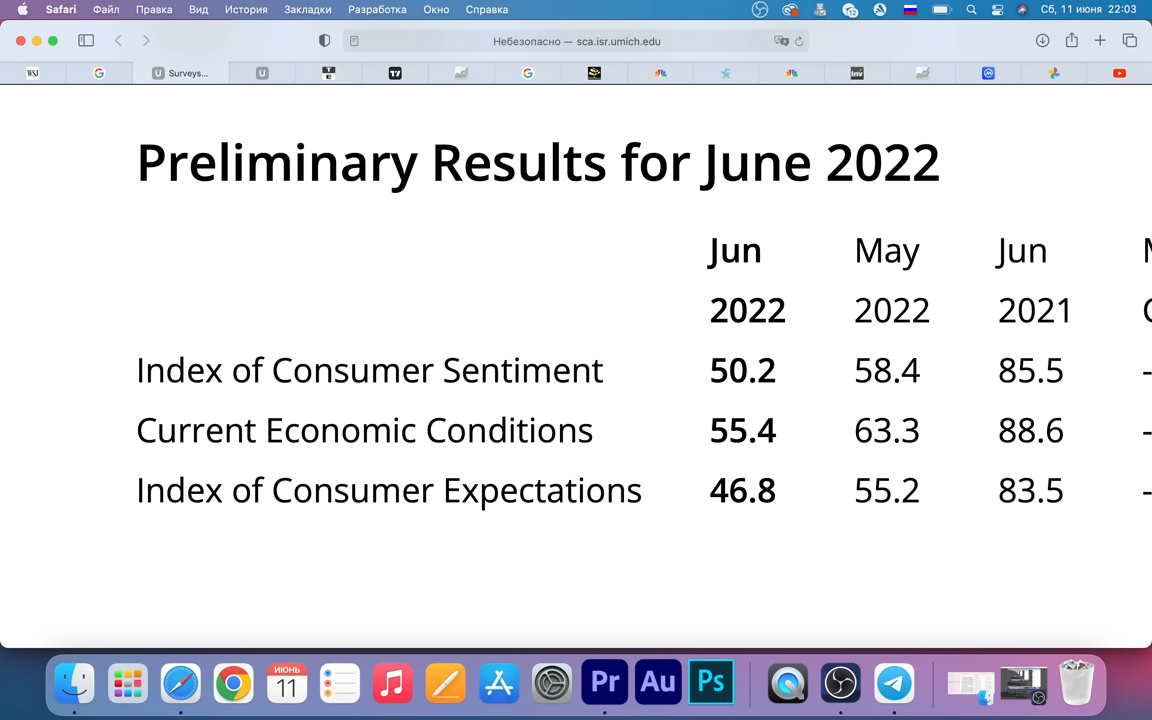 Safari Файл Правка Вид История Закладки Разработка Окно Справка Сб, 11 июня 22:03
Небезопасно — sca.isr.umich.edu
WSJ G U Surveys... U TE G Inv
Preliminary Results for June 2022
Jun May Jun
2022 2022 2021
Index of Consumer Sentiment 50.2 58.4 85.5 -
Current Economic Conditions 55.4 63.3 88.6 -
Index of Consumer Expectations 46.8 55.2 83.5 -
ИЮНЬ
11 Pr Au Ps